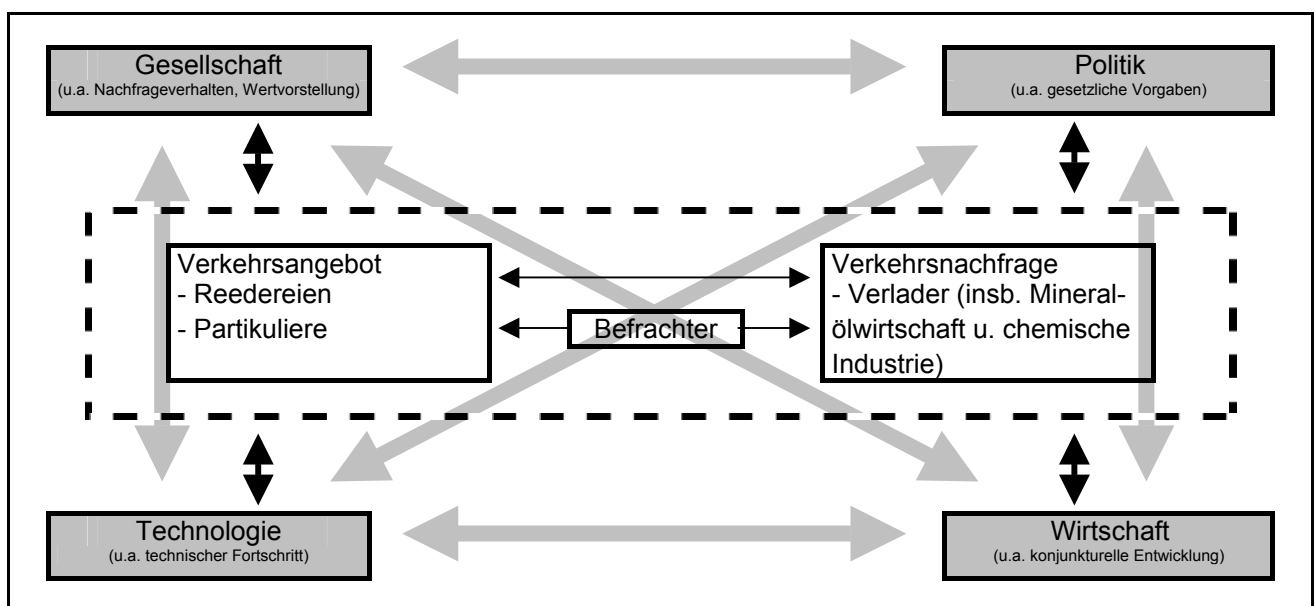 Gesellschaft
(u.a. Nachfrageverhalten, Wertvorstellung)
Politik
(u.a. gesetzliche Vorgaben)
Verkehrsangebot
- Reedereien
- Partikuliere
Befrachter
Verkehrsnachfrage
- Verlader (insb. Mineral-
ölwirtschaft u. chemische
Industrie)
Technologie
(u.a. technischer Fortschritt)
Wirtschaft
(u.a. konjunkturelle Entwicklung)